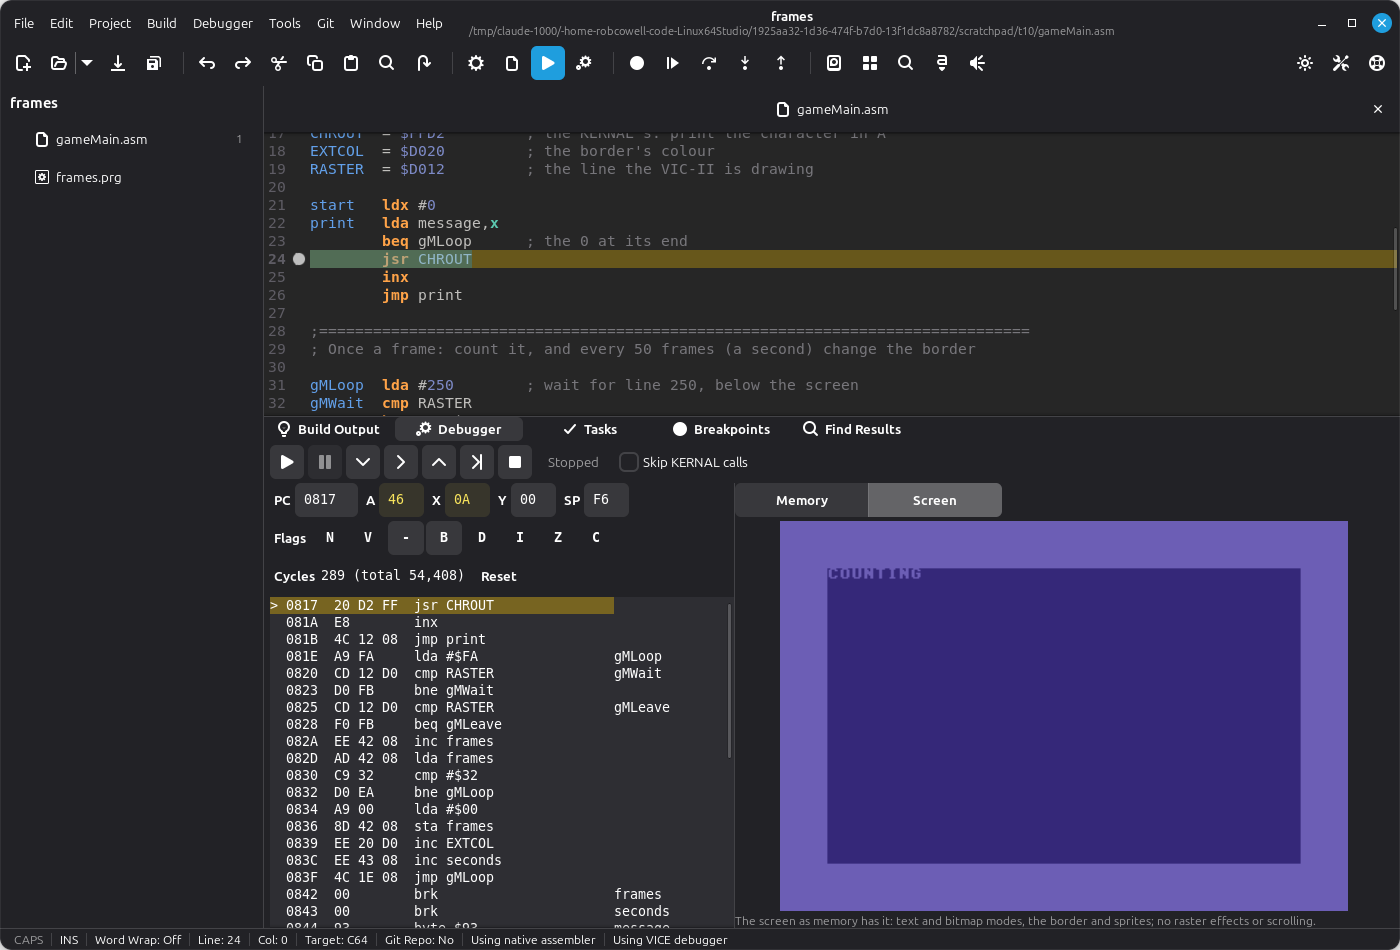 File Edit Project Build Debugger Tools Git Window Help
frames
/tmp/claude-1000/-home-robcowell-code-Linux64Studio/1925aa32-1d36-474f-b7d0-13f1dc8a8782/scratchpad/t10/gameMain.asm
frames
gameMain.asm 1
frames.prg
gameMain.asm
17 CHROUT = $FFD2 ; the KERNAL's: print the character in A
18 EXTCOL = $D020 ; the border's colour
19 RASTER = $D012 ; the line the VIC-II is drawing
20
21 start ldx #0
22 print lda message,x
23 beq gMLoop ; the 0 at its end
24 jsr CHROUT
25 inx
26 jmp print
27
28 ;===============================================================================
29 ; Once a frame: count it, and every 50 frames (a second) change the border
30
31 gMLoop lda #250 ; wait for line 250, below the screen
32 gMWait cmp RASTER
Build Output Debugger Tasks Breakpoints Find Results
Stopped Skip KERNAL calls
PC 0817 A 46 X 0A Y 00 SP F6
Flags N V - B D I Z C
Cycles 289 (total 54,408) Reset
> 0817 20 D2 FF jsr CHROUT
081A E8 inx
081B 4C 12 08 jmp print
081E A9 FA lda #$FA gMLoop
0820 CD 12 D0 cmp RASTER gMWait
0823 D0 FB bne gMWait
0825 CD 12 D0 cmp RASTER gMLeave
0828 F0 FB beq gMLeave
082A EE 42 08 inc frames
082D AD 42 08 lda frames
0830 C9 32 cmp #$32
0832 D0 EA bne gMLoop
0834 A9 00 lda #$00
0836 8D 42 08 sta frames
0839 EE 20 D0 inc EXTCOL
083C EE 43 08 inc seconds
083F 4C 1E 08 jmp gMLoop
0842 00 brk frames
0843 00 brk seconds
0844 93 byte $93 message
Memory Screen
COUNTING
The screen as memory has it: text and bitmap modes, the border and sprites; no raster effects or scrolling.
CAPS INS Word Wrap: Off Line: 24 Col: 0 Target: C64 Git Repo: No Using native assembler Using VICE debugger